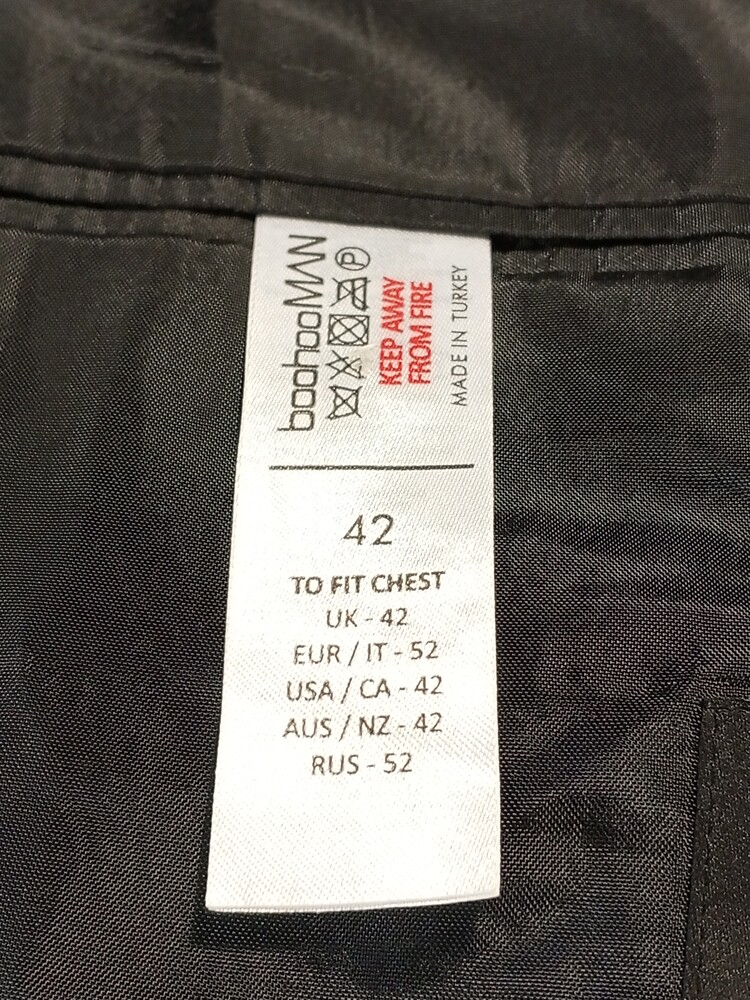 boohooMAN
P
KEEP AWAY
FROM FIRE
MADE IN TURKEY
42
TO FIT CHEST
UK - 42
EUR / IT - 52
USA / CA - 42
AUS / NZ - 42
RUS - 52